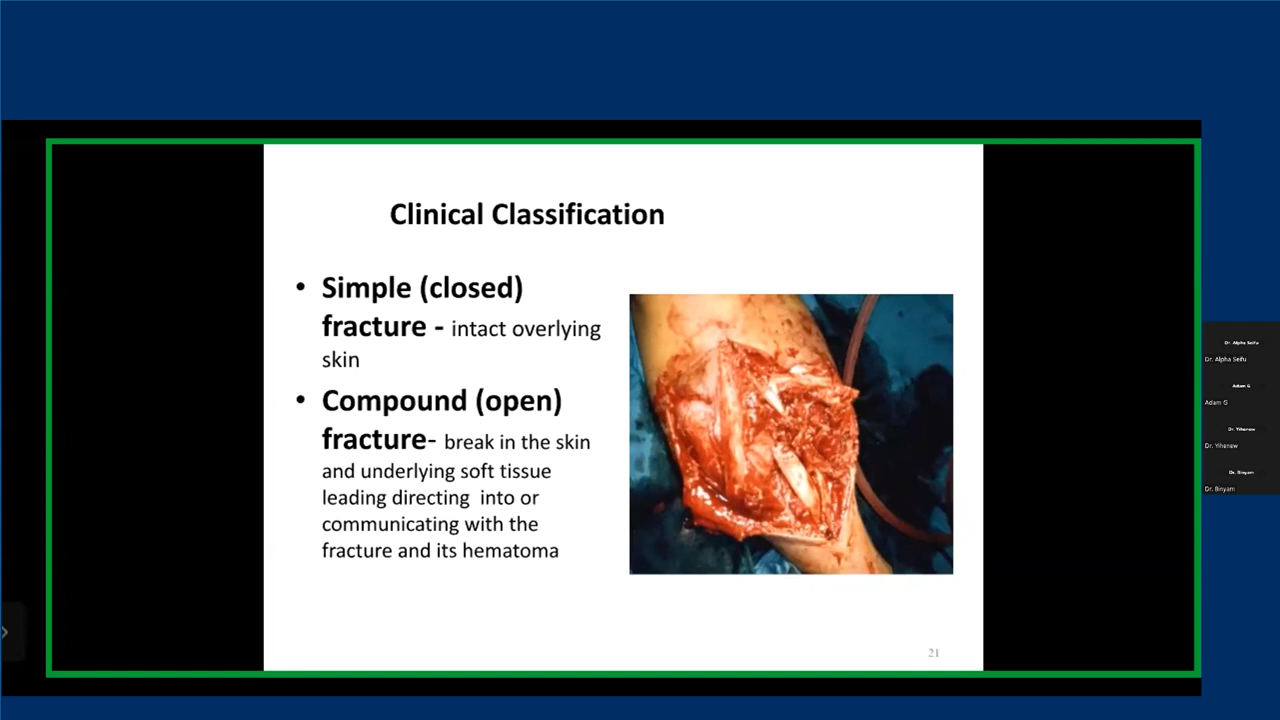 Clinical Classification
• Simple (closed)
fracture - intact overlying
skin
• Compound (open)
fracture- break in the skin
and underlying soft tissue
leading directing into or
communicating with the
fracture and its hematoma
21
Dr. Alpha Seifu
Dr. Alpha Seifu
Adam G
Adam G
Dr. Yihenew
Dr. Yihenew
Dr. Binyam
Dr. Binyam